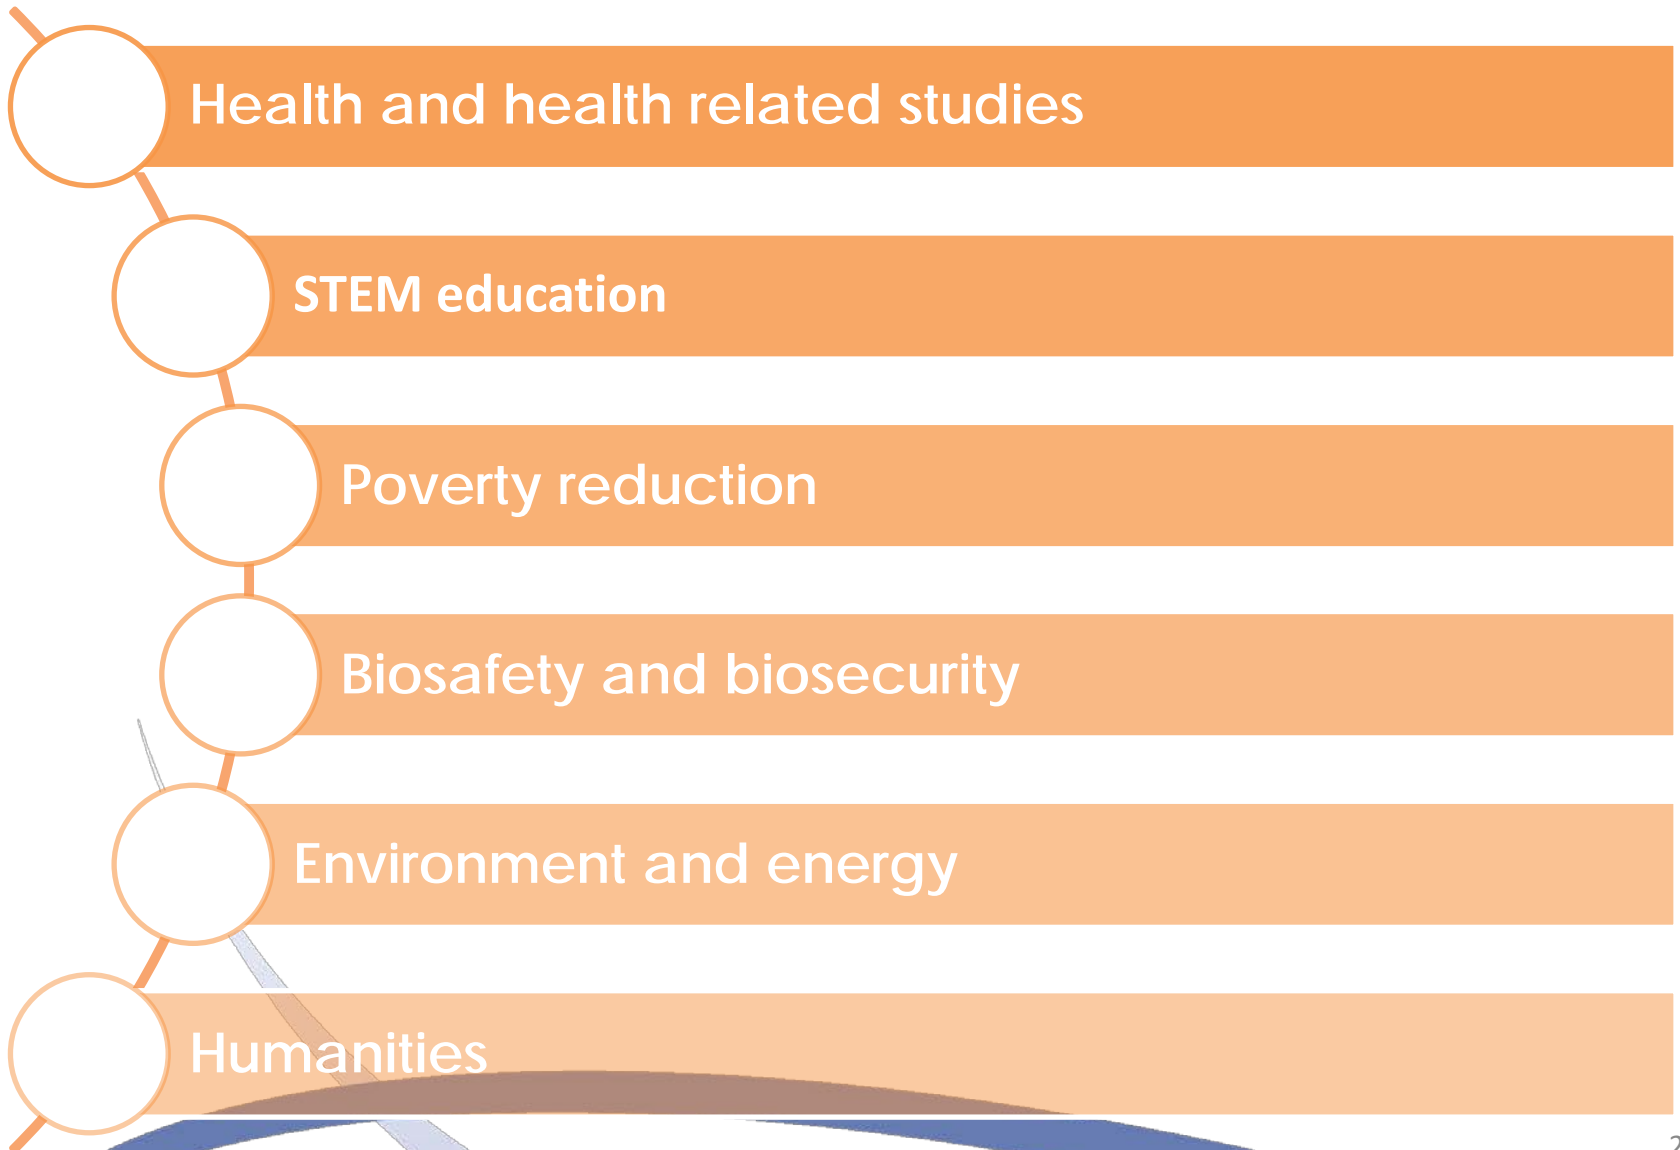 Health and health related studies
STEM education
Poverty reduction
Biosafety and biosecurity
Environment and energy
Humanities